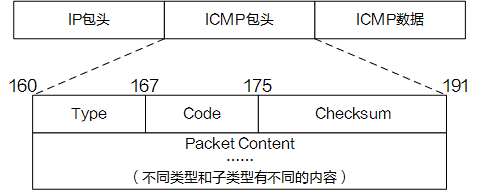 IP包头 ICMP包头 ICMP数据
160 167 175 191
Type Code Checksum
Packet Content
......
（不同类型和子类型有不同的内容）